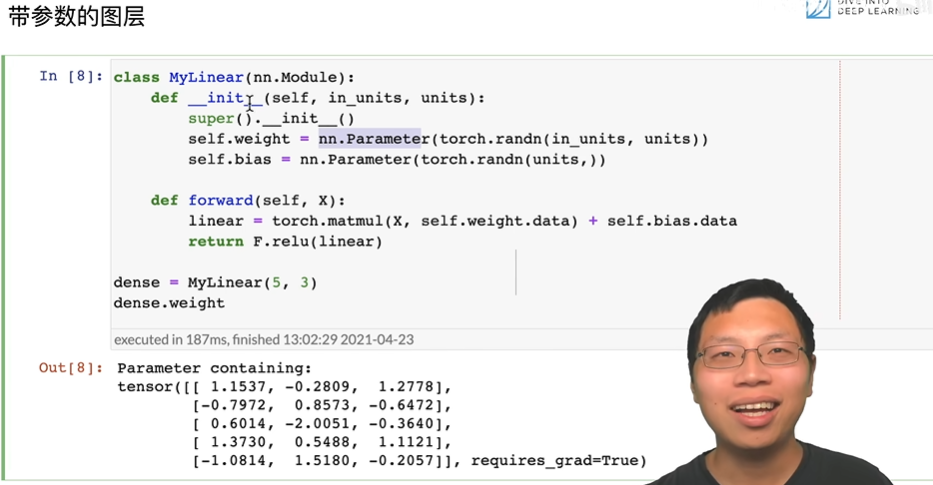 带参数的图层
DIVE INTO
DEEP LEARNING
In [8]: class MyLinear(nn.Module):
def __init__(self, in_units, units):
super().__init__()
self.weight = nn.Parameter(torch.randn(in_units, units))
self.bias = nn.Parameter(torch.randn(units,))
def forward(self, X):
linear = torch.matmul(X, self.weight.data) + self.bias.data
return F.relu(linear)
dense = MyLinear(5, 3)
dense.weight
executed in 187ms, finished 13:02:29 2021-04-23
Out[8]: Parameter containing:
tensor([[ 1.1537, -0.2809, 1.2778],
[-0.7972, 0.8573, -0.6472],
[ 0.6014, -2.0051, -0.3640],
[ 1.3730, 0.5488, 1.1121],
[-1.0814, 1.5180, -0.2057]], requires_grad=True)